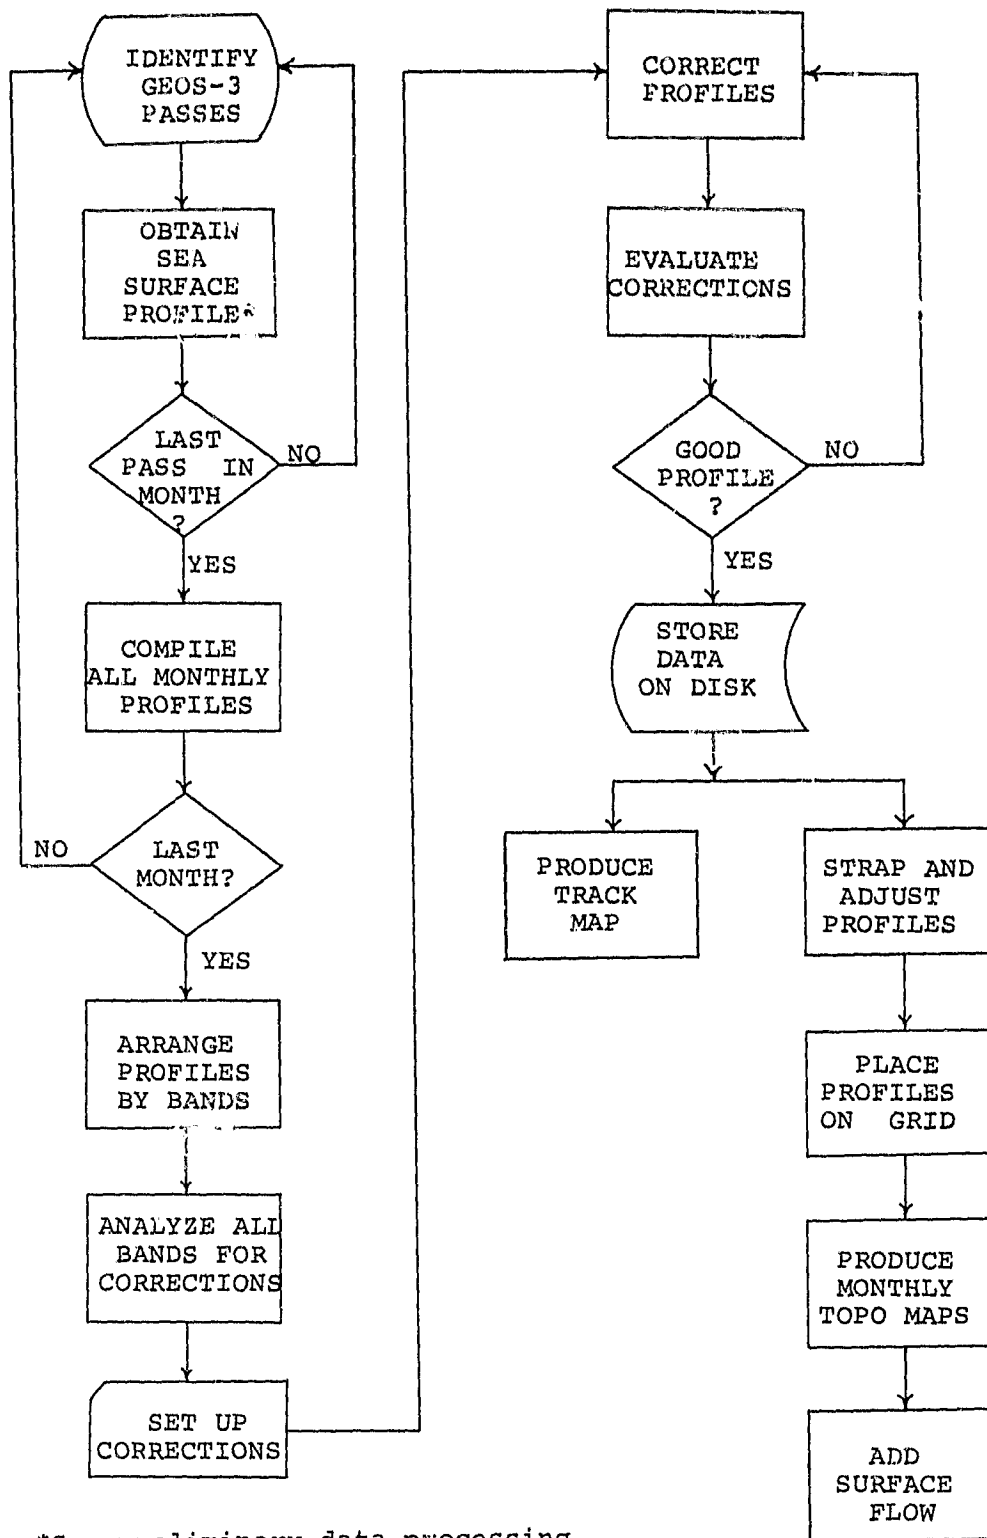 IDENTIFY
GEOS-3
PASSES
OBTAIN
SEA
SURFACE
PROFILE*
LAST
PASS IN
MONTH
?
NO
YES
COMPILE
ALL MONTHLY
PROFILES
LAST
MONTH?
NO
YES
ARRANGE
PROFILES
BY BANDS
ANALYZE ALL
BANDS FOR
CORRECTIONS
SET UP
CORRECTIONS
CORRECT
PROFILES
EVALUATE
CORRECTIONS
GOOD
PROFILE
?
NO
YES
STORE
DATA
ON DISK
PRODUCE
TRACK
MAP
STRAP AND
ADJUST
PROFILES
PLACE
PROFILES
ON GRID
PRODUCE
MONTHLY
TOPO MAPS
ADD
SURFACE
FLOW
preliminary data processing